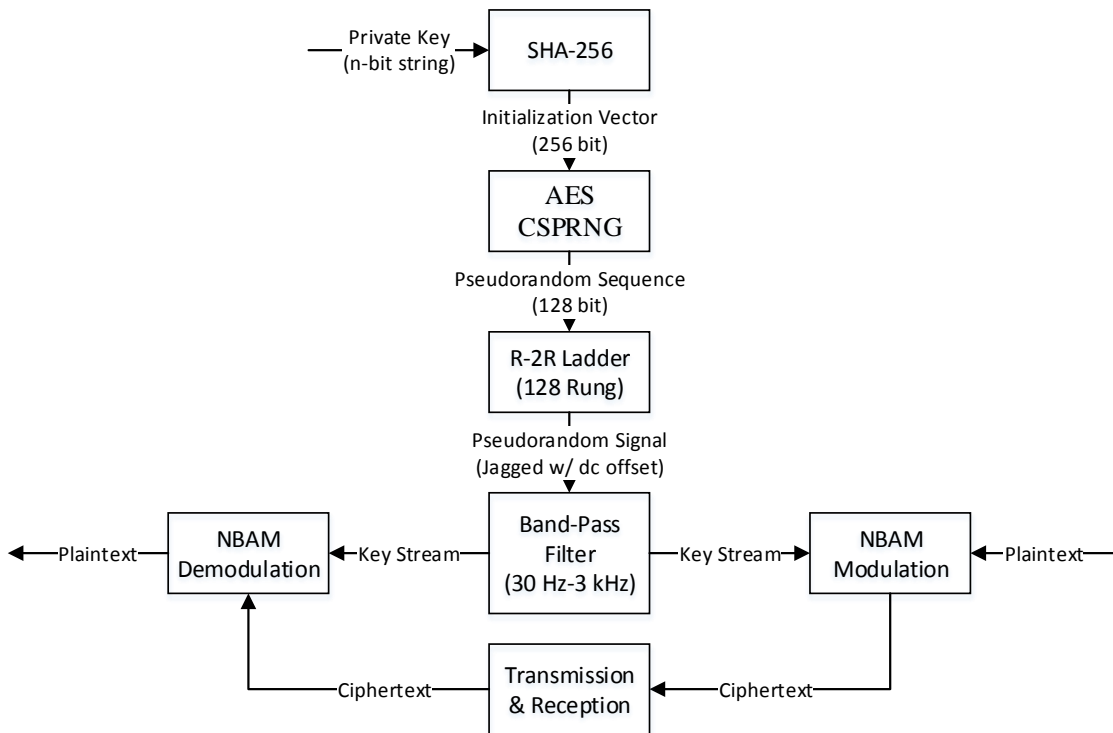 Private Key
(n-bit string)
SHA-256
Initialization Vector
(256 bit)
AES
CSPRNG
Pseudorandom Sequence
(128 bit)
R-2R Ladder
(128 Rung)
Pseudorandom Signal
(Jagged w/ dc offset)
Plaintext
NBAM
Demodulation
Key Stream
Band-Pass
Filter
(30 Hz-3 kHz)
Key Stream
NBAM
Modulation
Plaintext
Ciphertext
Transmission
& Reception
Ciphertext